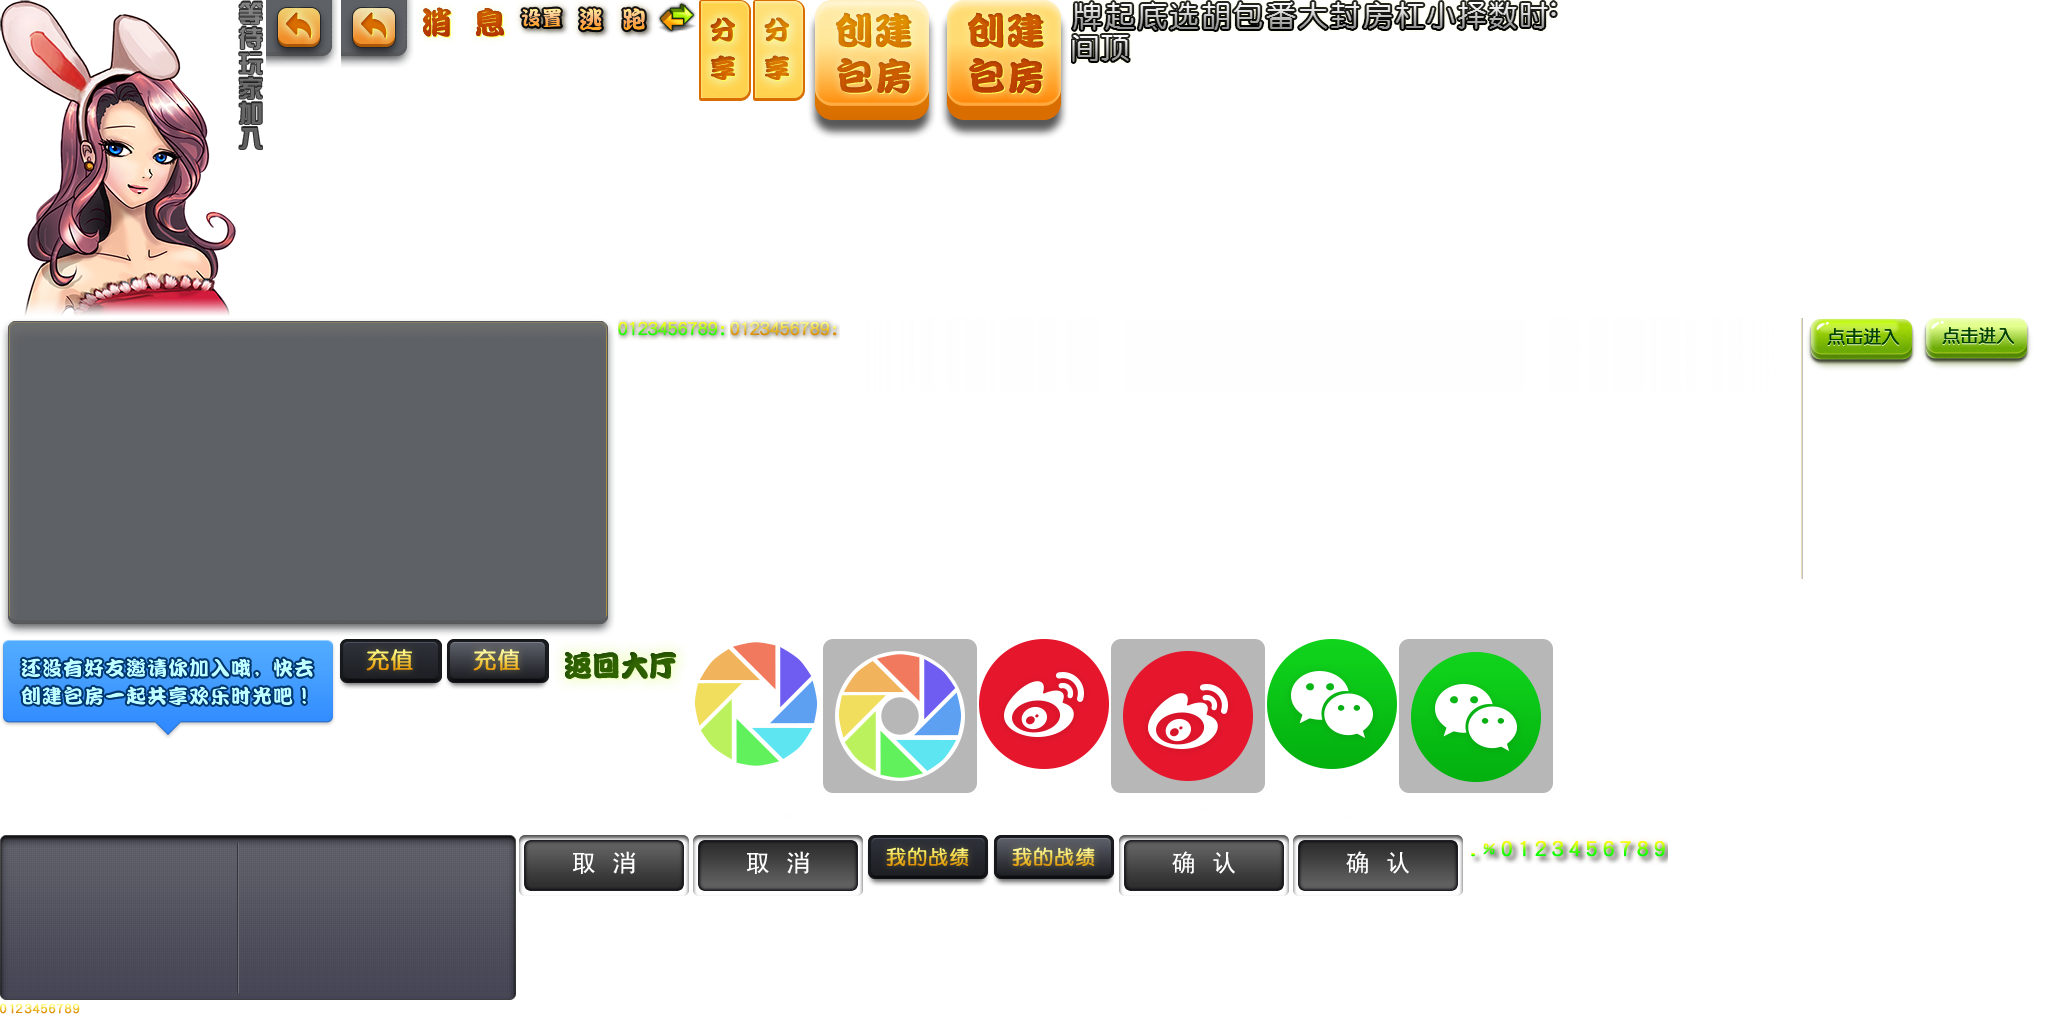 等待玩家加入
消 息
设置
逃 跑
分享
分享
创建
包房
创建
包房
牌起底选胡包番大封房杠小择数时:
间顶
0123456789.
0123456789.
点击进入
点击进入
还没有好友邀请你加入哦，快去
创建包房一起共享欢乐时光吧！
充值
充值
返回大厅
取 消
取 消
我的战绩
我的战绩
确 认
确 认
.%0123456789
0123456789